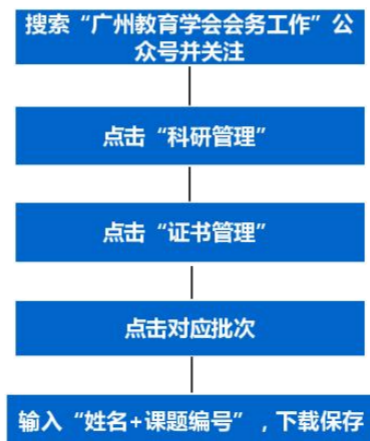 搜索“广州教育学会会务工作”公
众号并关注
点击“科研管理”
点击“证书管理”
点击对应批次
输入“姓名+课题编号”，下载保存